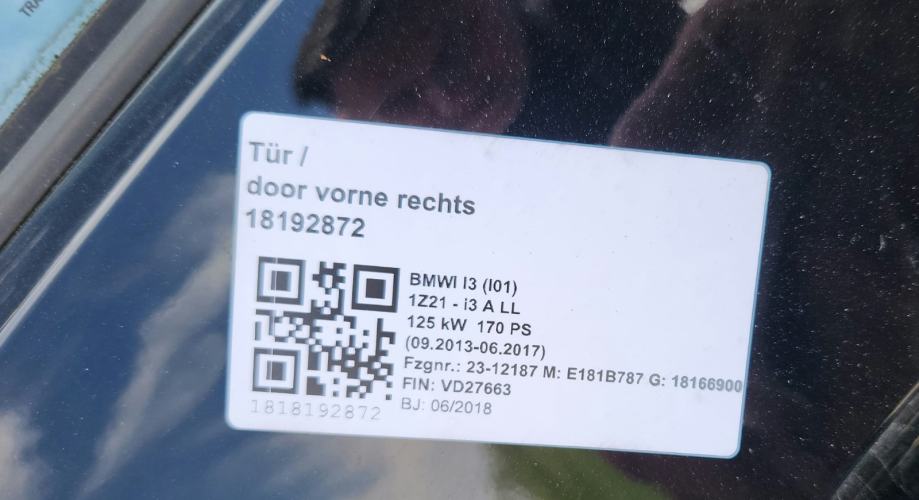 TRA
Tür /
door vorne rechts
18192872
BMWI I3 (I01)
1Z21 - i3 A LL
125 kW 170 PS
(09.2013-06.2017)
Fzgnr.: 23-12187 M: E181B787 G: 18166900
FIN: VD27663
BJ: 06/2018
1818192872